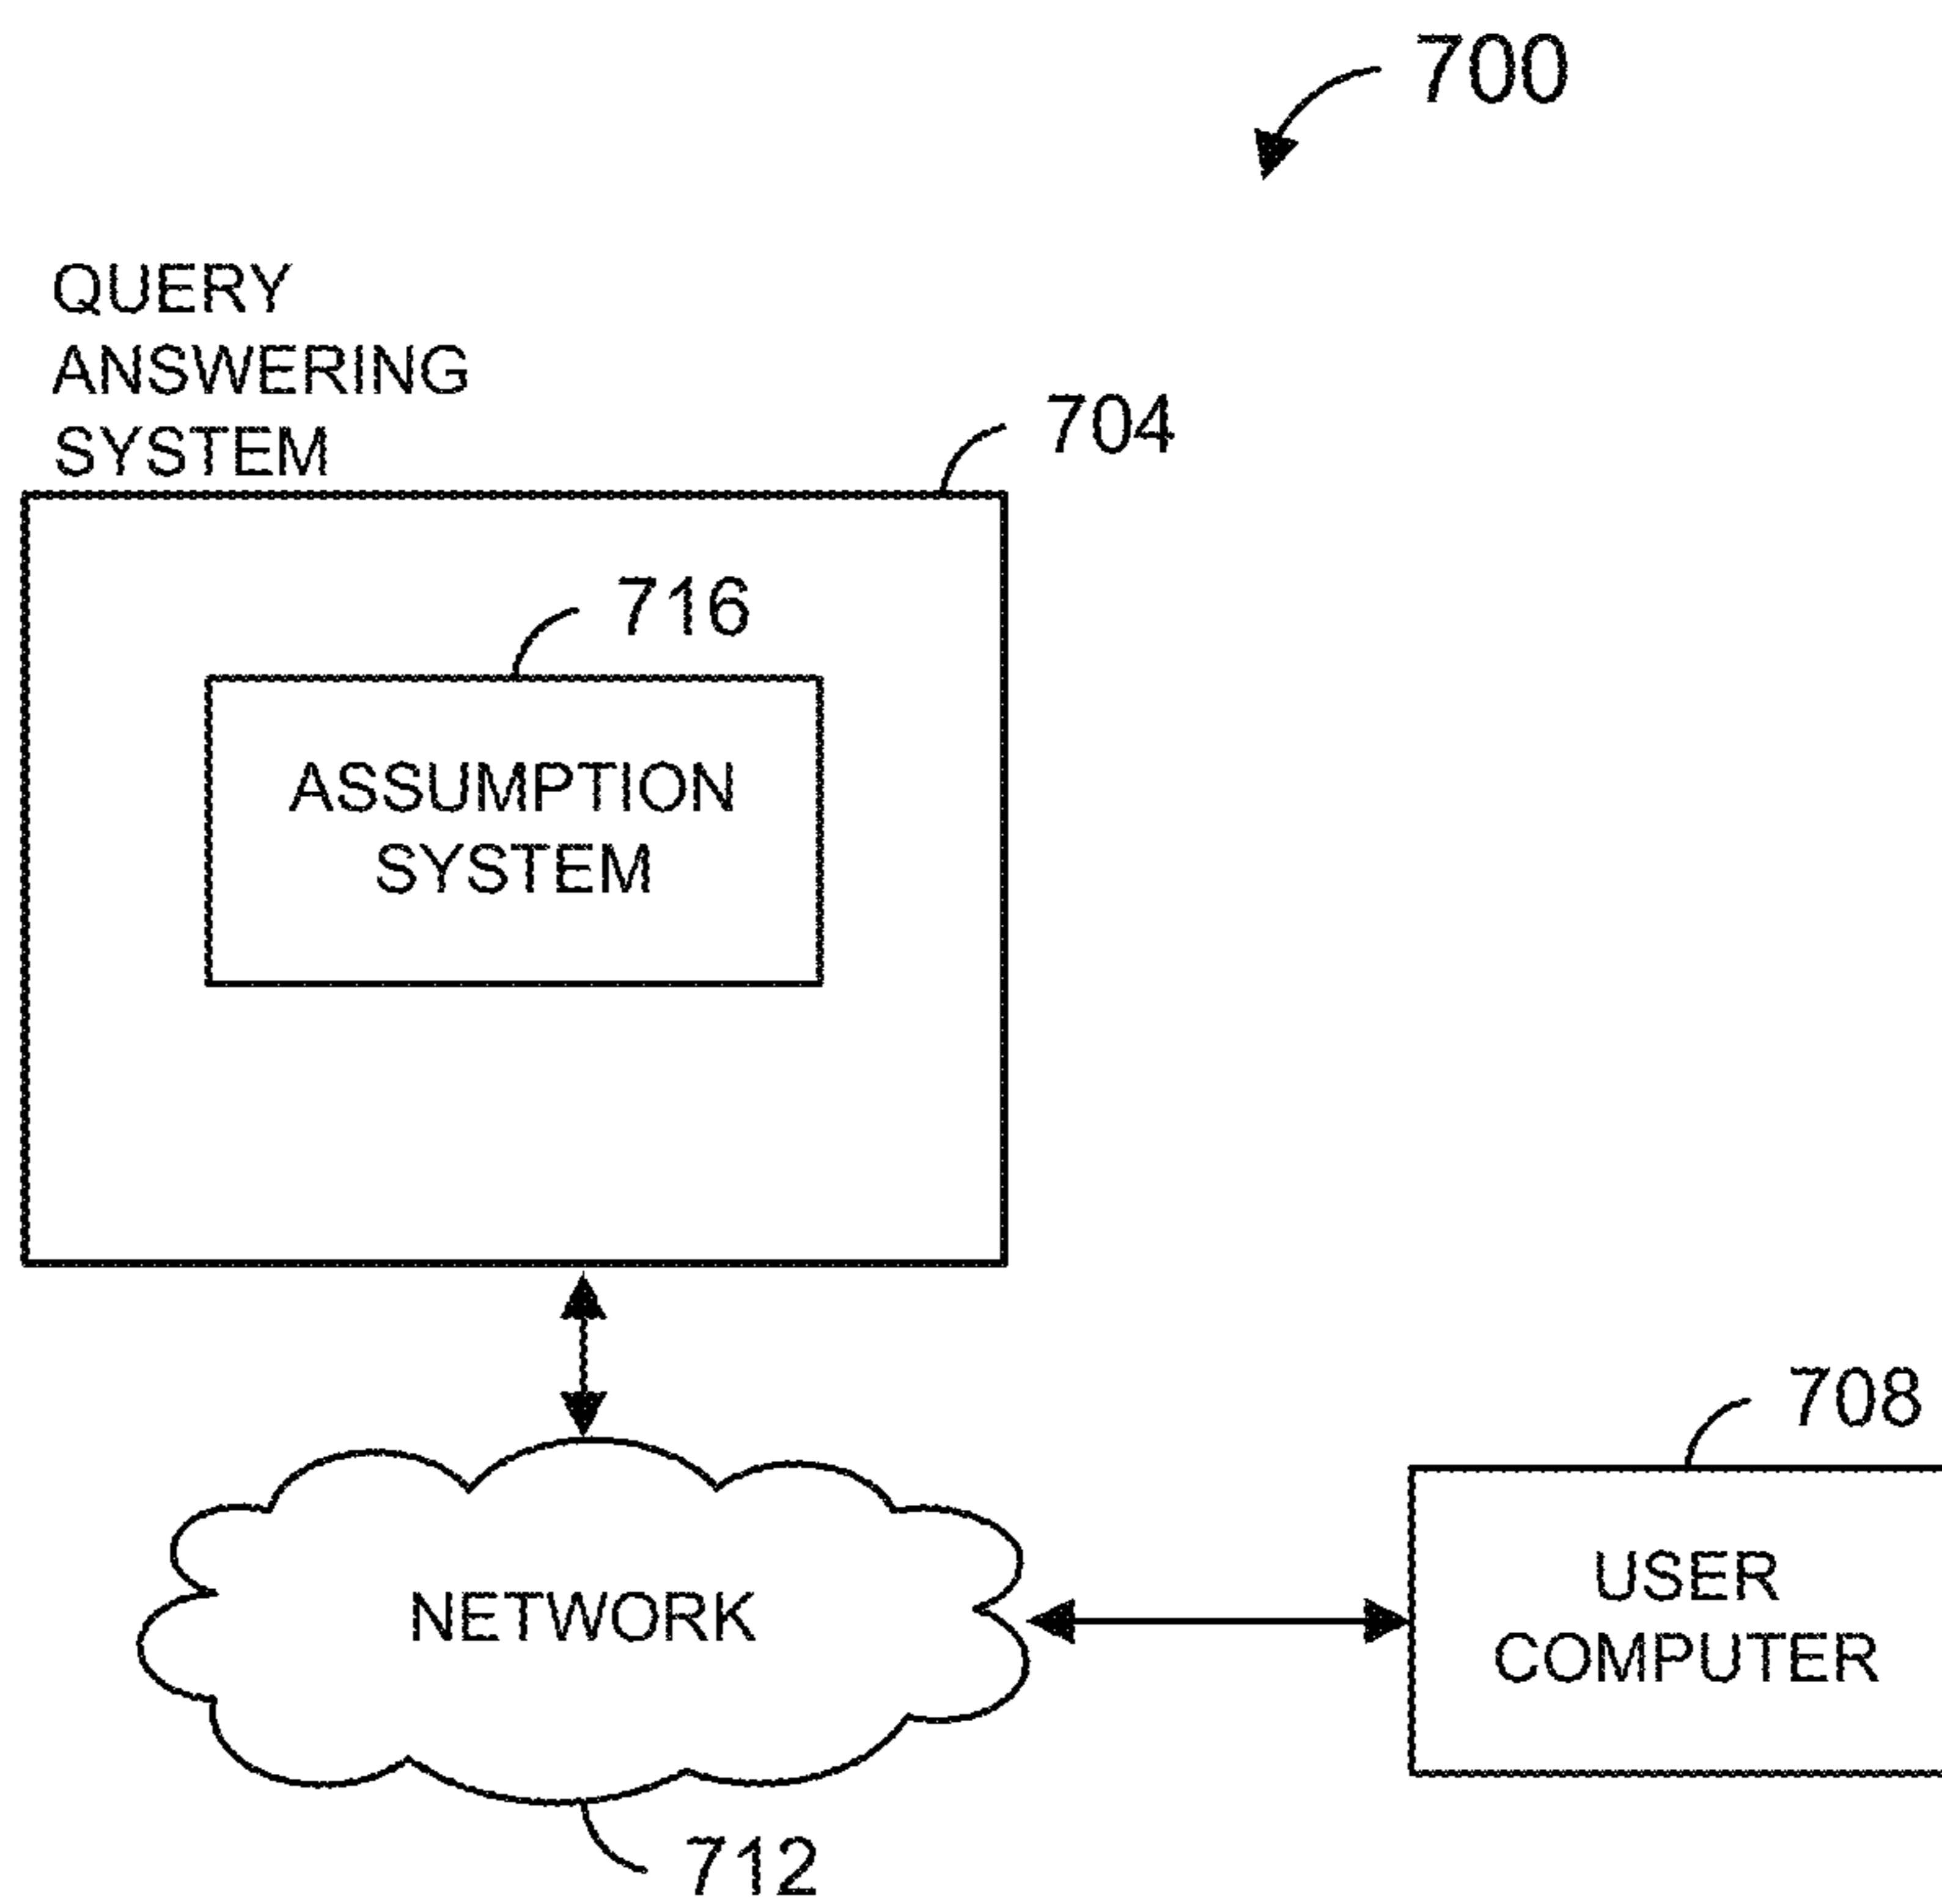 700
QUERY
ANSWERING
SYSTEM
704
716
ASSUMPTION
SYSTEM
708
NETWORK
USER
COMPUTER
712